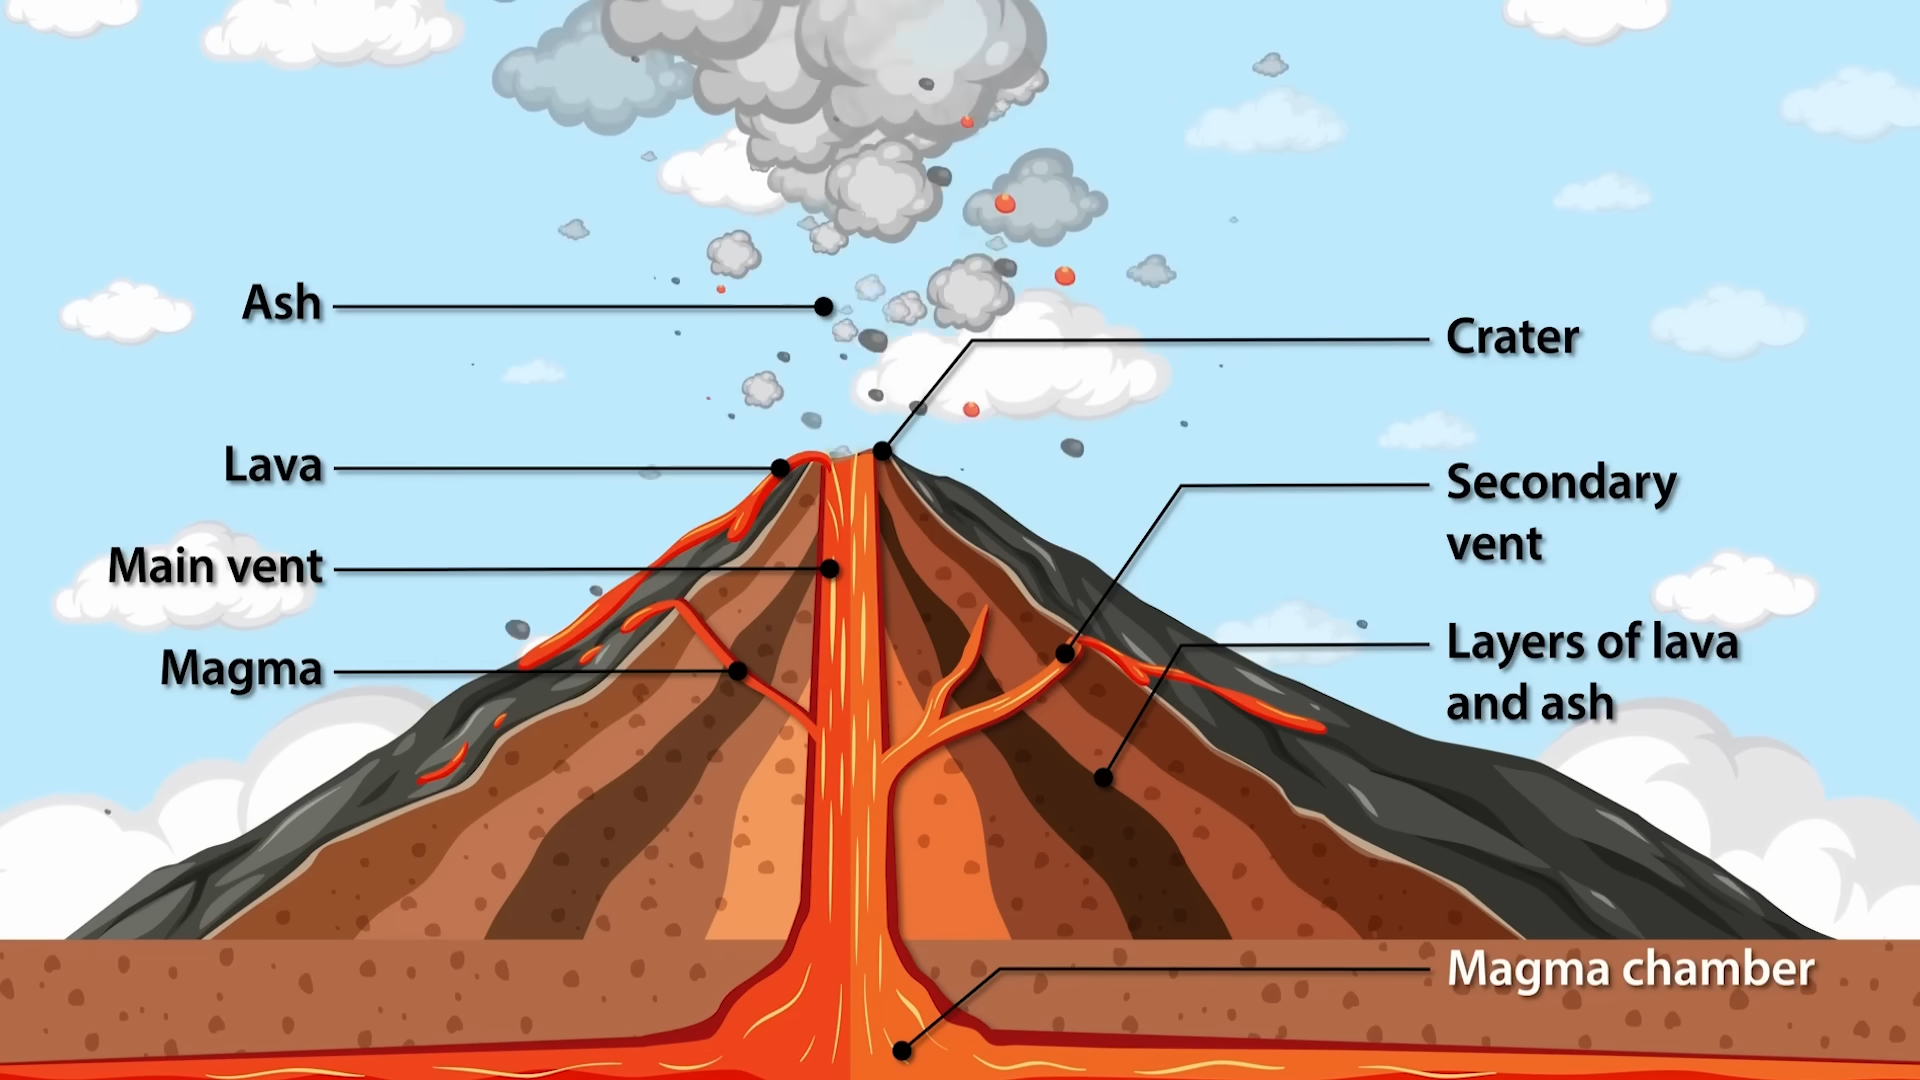 Ash
Lava
Main vent
Magma
Crater
Secondary
vent
Layers of lava
and ash
Magma chamber